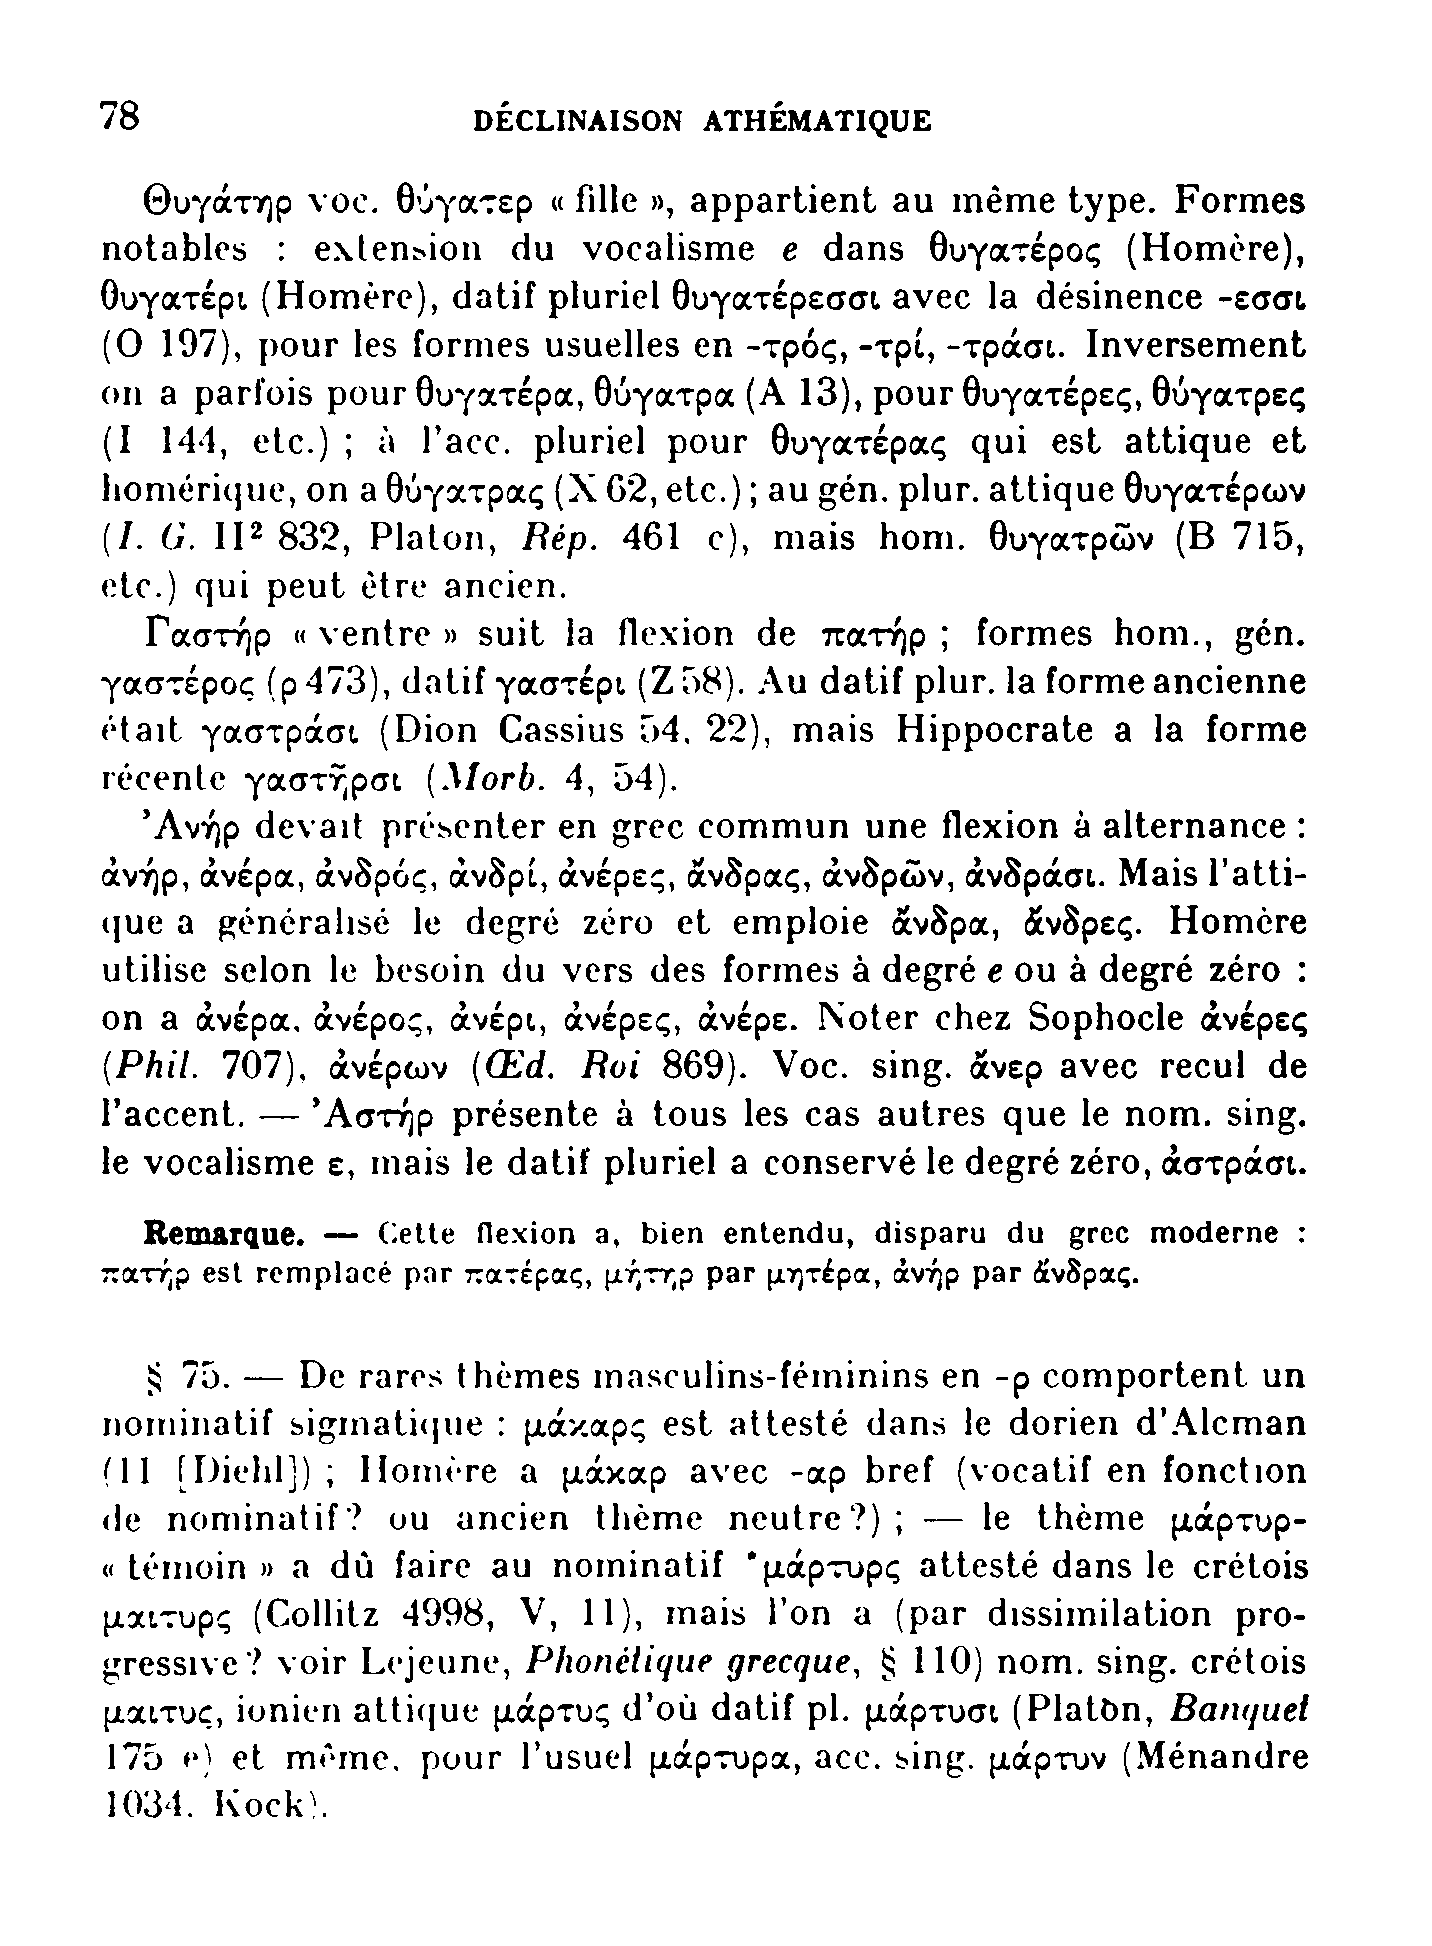 78 DÉCLINAISON ATHÉMATIQUE
Θυγάτηρ voc. θύγατερ « fille », appartient au même type. Formes
notables : extension du vocalisme e dans θυγατέρος (Homère),
θυγατέρι (Homère), datif pluriel θυγατέρεσσι avec la désinence -εσσι
(O 197), pour les formes usuelles en -τρός, -τρί, -τράσι. Inversement
on a parfois pour θυγατέρα, θύγατρα (A 13), pour θυγατέρες, θύγατρες
(I 144, etc.) ; à l'acc. pluriel pour θυγατέρας qui est attique et
homérique, on a θύγατρας (X 62, etc.) ; au gén. plur. attique θυγατέρων
(I. G. II² 832, Platon, Rép. 461 c), mais hom. θυγατρῶν (B 715,
etc.) qui peut être ancien.
Γαστήρ « ventre » suit la flexion de πατήρ ; formes hom., gén.
γαστέρος (ρ 473), datif γαστέρι (Z 58). Au datif plur. la forme ancienne
était γαστράσι (Dion Cassius 54, 22), mais Hippocrate a la forme
récente γαστῆρσι (Morb. 4, 54).
Ἀνήρ devait présenter en grec commun une flexion à alternance :
ἀνήρ, ἀνέρα, ἀνδρός, ἀνδρί, ἀνέρες, ἄνδρας, ἀνδρῶν, ἀνδράσι. Mais l'atti-
que a généralisé le degré zéro et emploie ἄνδρα, ἄνδρες. Homère
utilise selon le besoin du vers des formes à degré e ou à degré zéro :
on a ἀνέρα, ἀνέρος, ἀνέρι, ἀνέρες, ἀνέρε. Noter chez Sophocle ἀνέρες
(Phil. 707), ἀνέρων (Œd. Roi 869). Voc. sing. ἄνερ avec recul de
l'accent. — Ἀστήρ présente à tous les cas autres que le nom. sing.
le vocalisme ε, mais le datif pluriel a conservé le degré zéro, ἀστράσι.
Remarque. — Cette flexion a, bien entendu, disparu du grec moderne :
πατήρ est remplacé par πατέρας, μήτηρ par μητέρα, ἀνήρ par ἄνδρας.
§ 75. — De rares thèmes masculins-féminins en -ρ comportent un
nominatif sigmatique : μάκαρς est attesté dans le dorien d'Alcman
(11 [Diehl]) ; Homère a μάκαρ avec -αρ bref (vocatif en fonction
de nominatif? ou ancien thème neutre?) ; — le thème μάρτυρ-
« témoin » a dû faire au nominatif *μάρτυρς attesté dans le crétois
μαιτυρς (Collitz 4998, V, 11), mais l'on a (par dissimilation pro-
gressive? voir Lejeune, Phonétique grecque, § 110) nom. sing. crétois
μαιτυς, ionien attique μάρτυς d'où datif pl. μάρτυσι (Platon, Banquet
175 e) et même, pour l'usuel μάρτυρα, acc. sing. μάρτυν (Ménandre
1034, Kock).